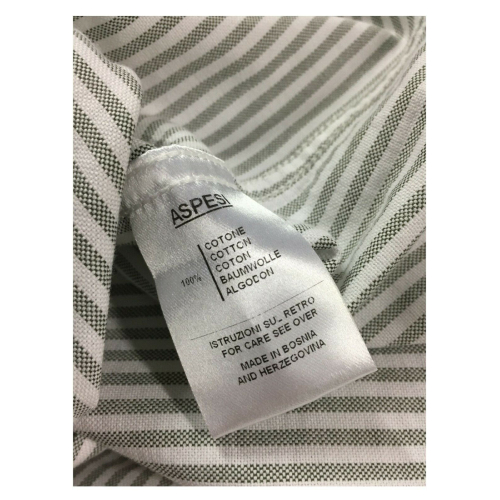 ASPESI
COTONE
COTTON
COTON
100% BAUMWOLLE
ALGODON
ISTRUZIONI SUL RETRO
FOR CARE SEE OVER
MADE IN BOSNIA
AND HERZEGOVINA